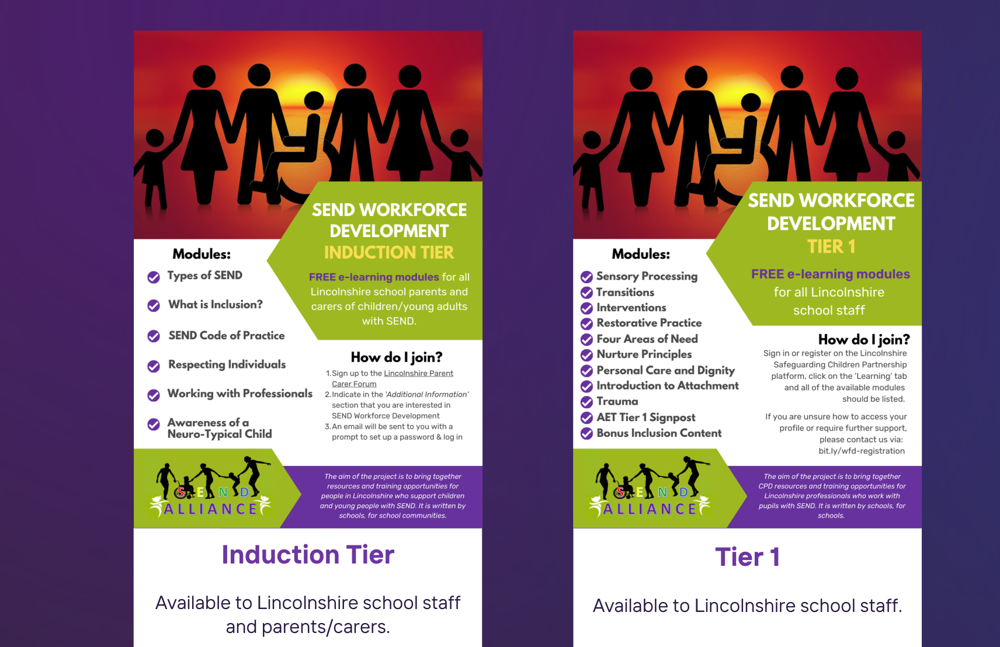 SEND WORKFORCE
DEVELOPMENT
INDUCTION TIER
FREE e-learning modules for all
Lincolnshire school parents and
carers of children/young adults
with SEND.
Modules:
Types of SEND
What is Inclusion?
SEND Code of Practice
Respecting Individuals
Working with Professionals
Awareness of a
Neuro-Typical Child
How do I join?
1.Sign up to the Lincolnshire Parent
Carer Forum
2.Indicate in the 'Additional Information'
section that you are interested in
SEND Workforce Development
3.An email will be sent to you with a
prompt to set up a password & log in
SEND
ALLIANCE
The aim of the project is to bring together
resources and training opportunities for
people in Lincolnshire who support children
and young people with SEND. It is written by
schools, for school communities.
Induction Tier
Available to Lincolnshire school staff
and parents/carers.
SEND WORKFORCE
DEVELOPMENT
TIER 1
FREE e-learning modules
for all Lincolnshire
school staff
Modules:
Sensory Processing
Transitions
Interventions
Restorative Practice
Four Areas of Need
Nurture Principles
Personal Care and Dignity
Introduction to Attachment
Trauma
AET Tier 1 Signpost
Bonus Inclusion Content
How do I join?
Sign in or register on the Lincolnshire
Safeguarding Children Partnership
platform, click on the 'Learning' tab
and all of the available modules
should be listed.
If you are unsure how to access your
profile or require further support,
please contact us via:
bit.ly/wfd-registration
SEND
ALLIANCE
The aim of the project is to bring together
CPD resources and training opportunities for
Lincolnshire professionals who work with
pupils with SEND. It is written by schools, for
schools.
Tier 1
Available to Lincolnshire school staff.